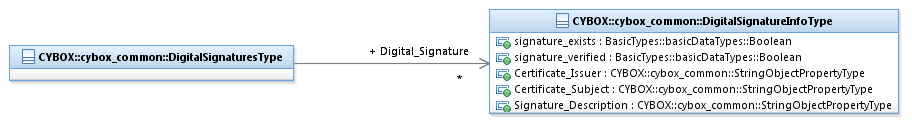 CYBOX::cybox_common::DigitalSignaturesType
+ Digital_Signature
*
CYBOX::cybox_common::DigitalSignatureInfoType
signature_exists : BasicTypes::basicDataTypes::Boolean
signature_verified : BasicTypes::basicDataTypes::Boolean
Certificate_Issuer : CYBOX::cybox_common::StringObjectPropertyType
Certificate_Subject : CYBOX::cybox_common::StringObjectPropertyType
Signature_Description : CYBOX::cybox_common::StringObjectPropertyType